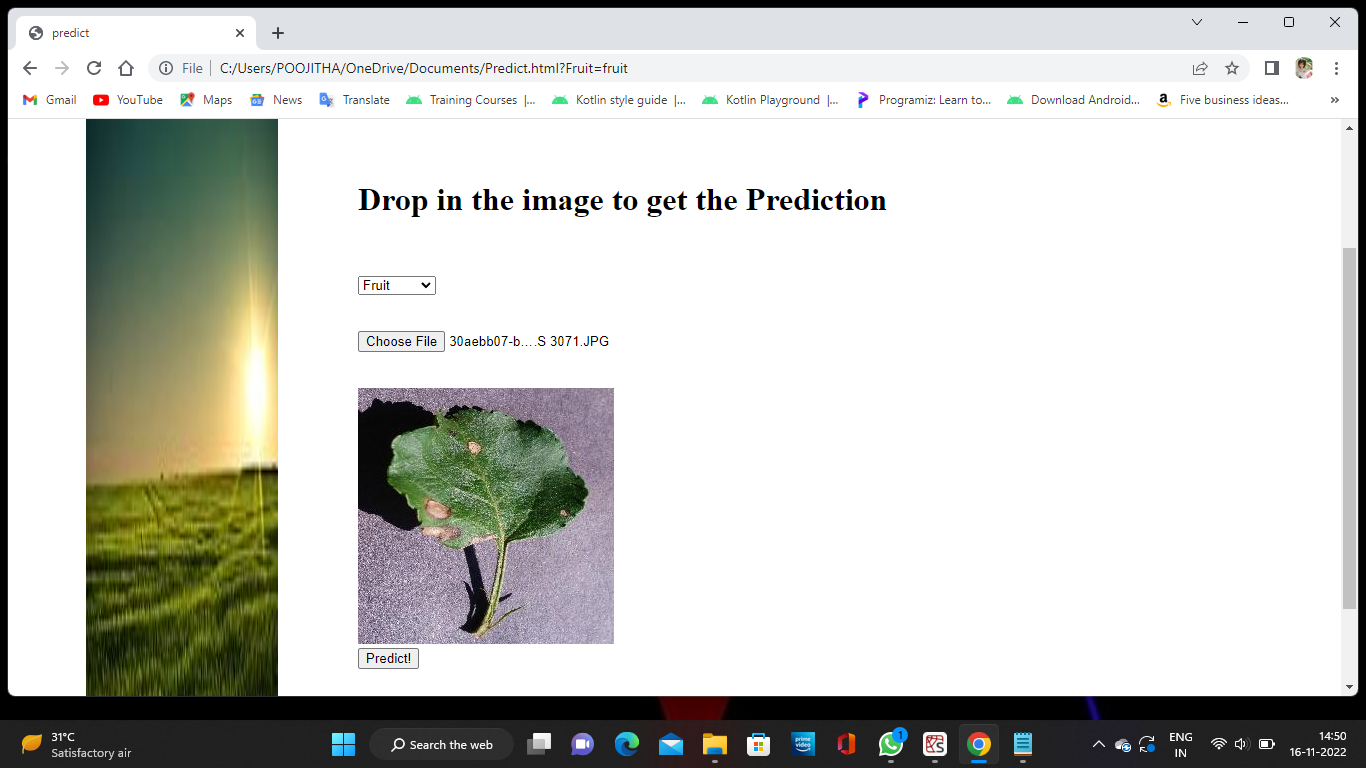 predict
File
C:/Users/POOJITHA/OneDrive/Documents/Predict.html?Fruit=fruit
Gmail
YouTube
Maps
News
Translate
Training Courses |...
Kotlin style guide |...
Kotlin Playground |...
Programiz: Learn to...
Download Android...
Five business ideas...
Drop in the image to get the Prediction
Fruit
Choose File 30aebb07-b....S 3071.JPG
Predict!
31°C
Satisfactory air
Search the web
prime video
1
ENG
IN
14:50
16-11-2022